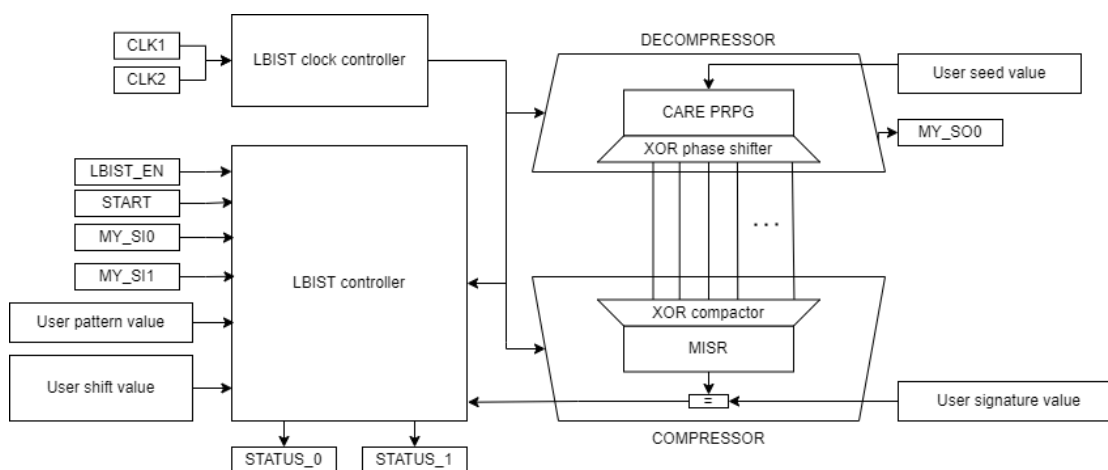 DECOMPRESSOR
CLK1
CLK2
LBIST clock controller
User seed value
CARE PRPG
MY_SO0
XOR phase shifter
LBIST_EN
START
MY_SI0
MY_SI1
LBIST controller
...
User pattern value
User shift value
XOR compactor
MISR
=
User signature value
COMPRESSOR
STATUS_0
STATUS_1